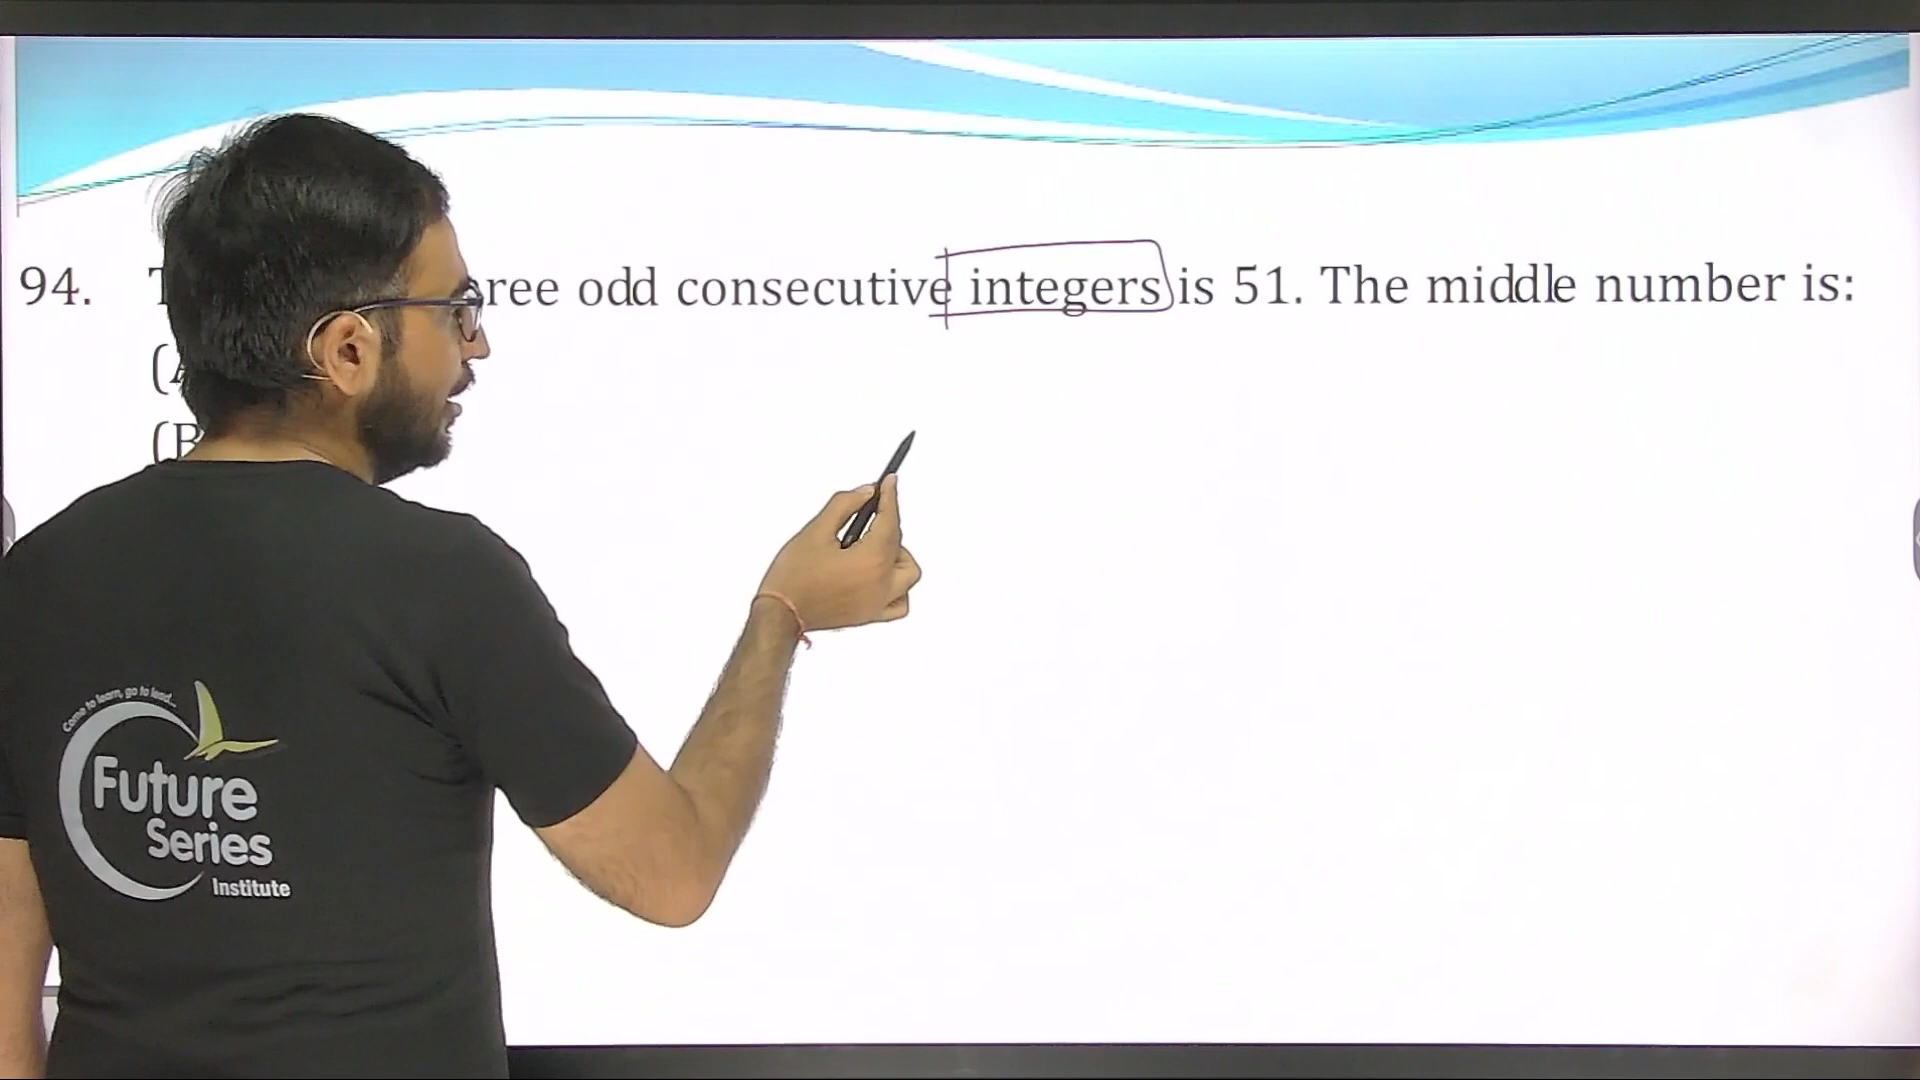 94. T ree odd consecutive integers is 51. The middle number is:
(A
(B
Come to learn, go to lead...
Future
Series
Institute